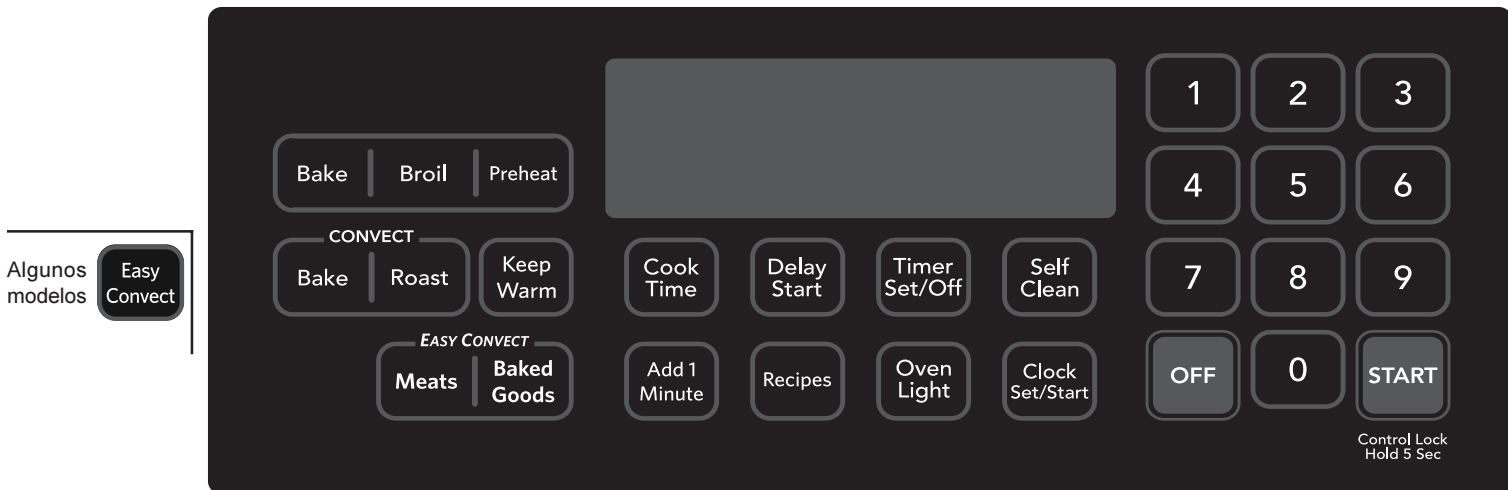 Algunos
modelos
Easy
Convect
Bake
Broil
Preheat
CONVECT
Bake
Roast
Keep
Warm
EASY CONVECT
Meats
Baked
Goods
Cook
Time
Delay
Start
Timer
Set/Off
Self
Clean
Add 1
Minute
Recipes
Oven
Light
Clock
Set/Start
1
2
3
4
5
6
7
8
9
OFF
0
START
Control Lock
Hold 5 Sec